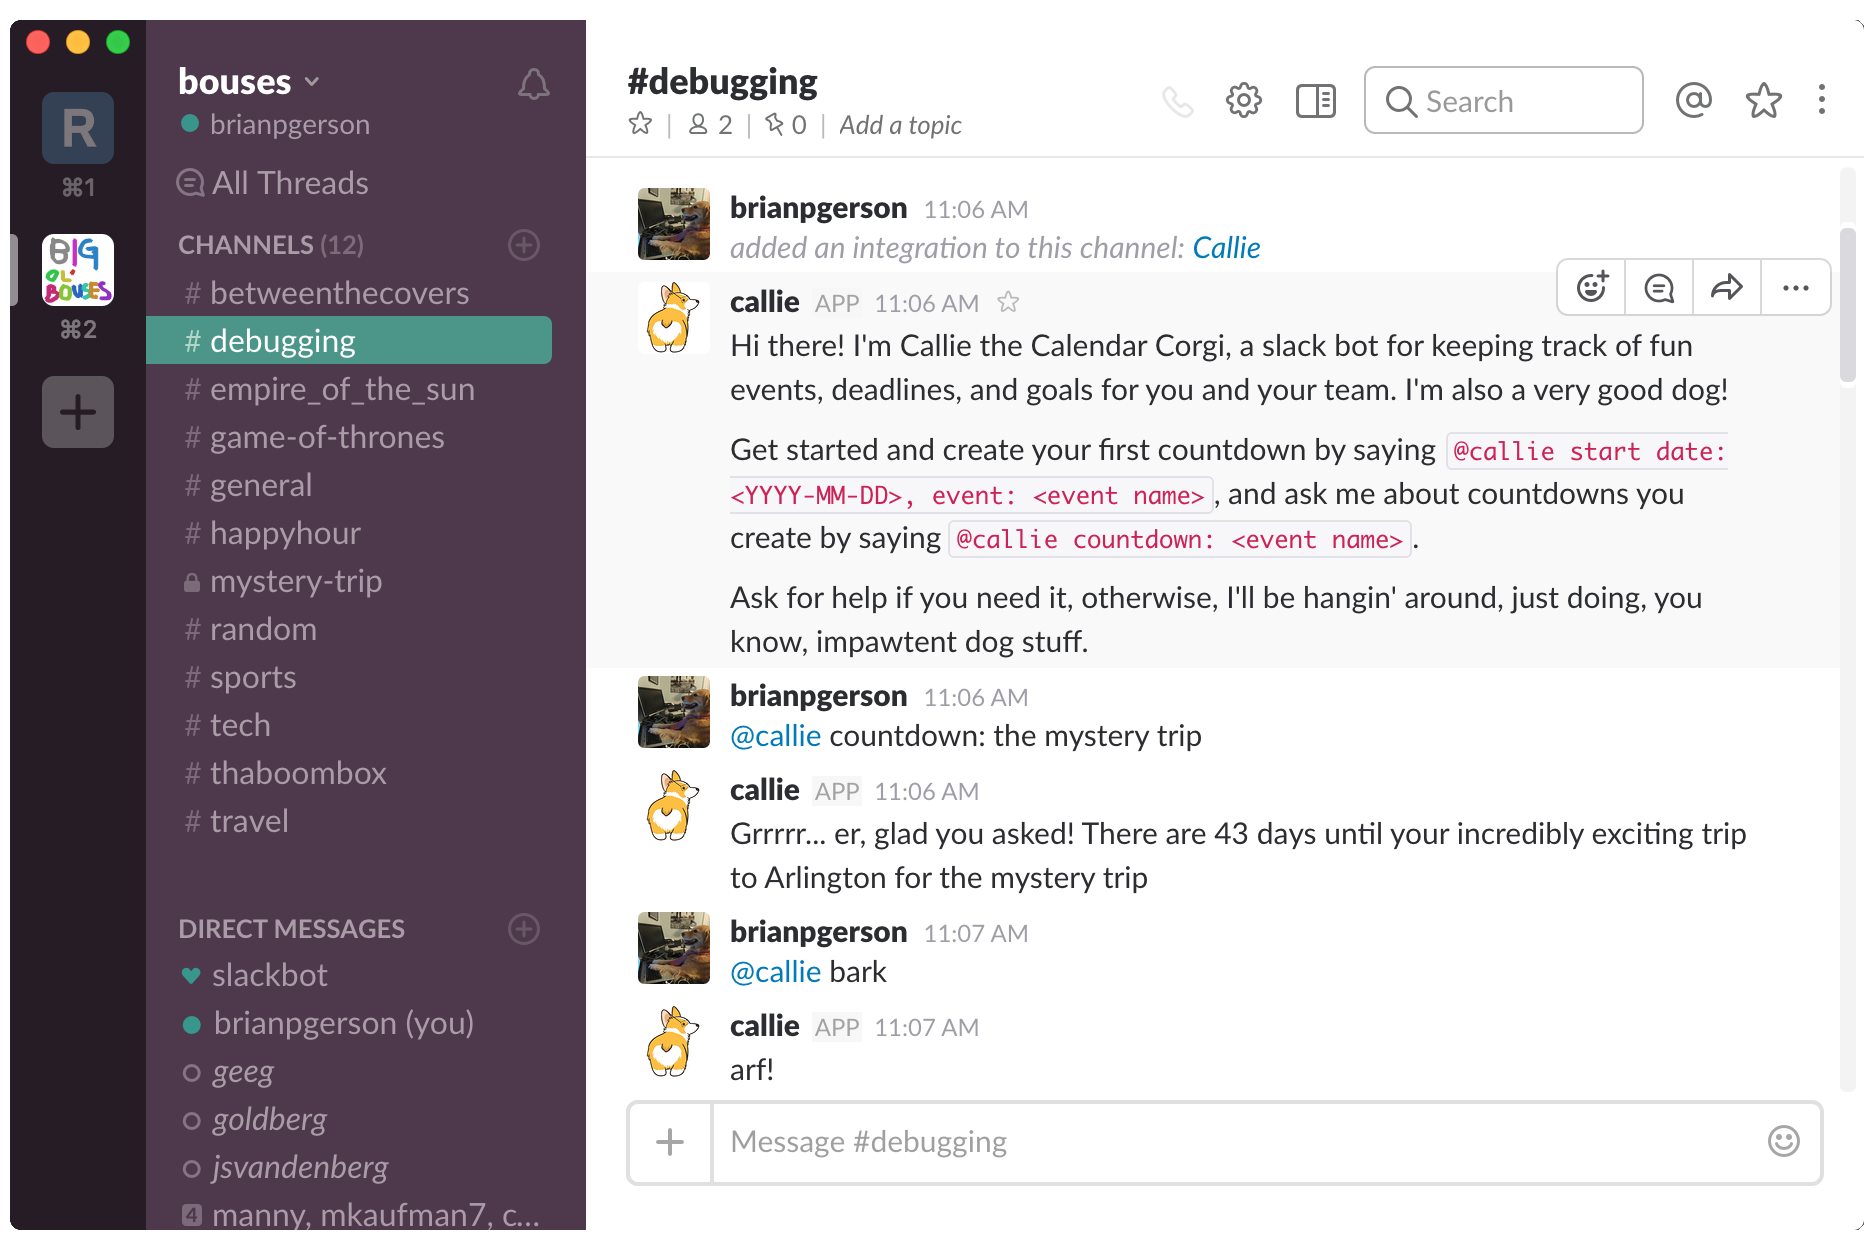 R
⌘1
BIG
OL'
BOUSES
⌘2
bouses
brianpgerson
All Threads
CHANNELS (12)
# betweenthecovers
# debugging
# empire_of_the_sun
# game-of-thrones
# general
# happyhour
mystery-trip
# random
# sports
# tech
# thaboombox
# travel
DIRECT MESSAGES
slackbot
brianpgerson (you)
geeg
goldberg
jsvandenberg
4 manny, mkaufman7, c...
#debugging
2 | 0 | Add a topic
Search
brianpgerson 11:06 AM
added an integration to this channel: Callie
callie APP 11:06 AM
Hi there! I'm Callie the Calendar Corgi, a slack bot for keeping track of fun
events, deadlines, and goals for you and your team. I'm also a very good dog!
Get started and create your first countdown by saying @callie start date:
<YYYY-MM-DD>, event: <event name>, and ask me about countdowns you
create by saying @callie countdown: <event name>.
Ask for help if you need it, otherwise, I'll be hangin' around, just doing, you
know, impawtent dog stuff.
brianpgerson 11:06 AM
@callie countdown: the mystery trip
callie APP 11:06 AM
Grrrrr... er, glad you asked! There are 43 days until your incredibly exciting trip
to Arlington for the mystery trip
brianpgerson 11:07 AM
@callie bark
callie APP 11:07 AM
arf!
Message #debugging